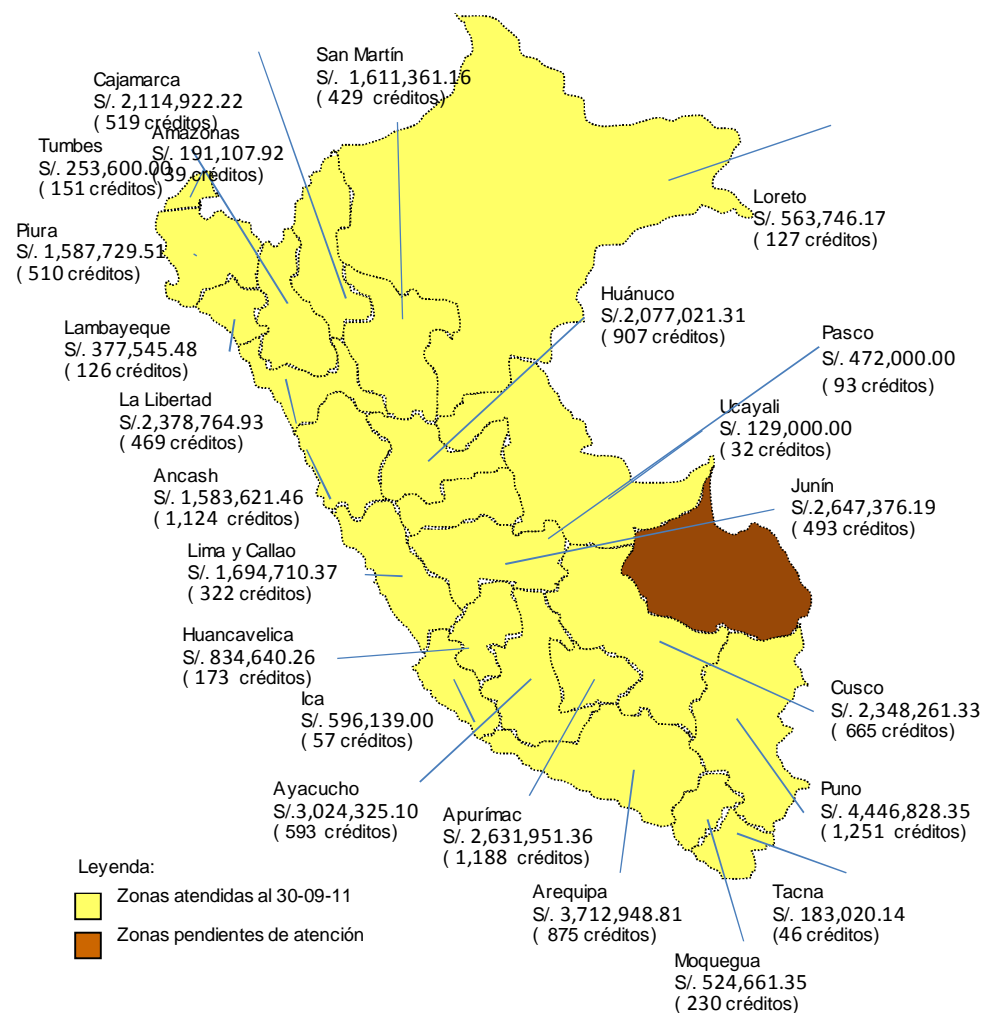 San Martín
S/. 1,611,361.16
( 429 créditos)
Cajamarca
S/. 2,114,922.22
( 519 créditos)
Amazonas
S/. 191,107.92
( 39 créditos)
Tumbes
S/. 253,600.00
( 151 créditos)
Piura
S/. 1,587,729.51
( 510 créditos)
Loreto
S/. 563,746.17
( 127 créditos)
Huánuco
S/.2,077,021.31
( 907 créditos)
Lambayeque
S/. 377,545.48
( 126 créditos)
Pasco
S/. 472,000.00
( 93 créditos)
La Libertad
S/.2,378,764.93
( 469 créditos)
Ucayali
S/. 129,000.00
( 32 créditos)
Ancash
S/. 1,583,621.46
( 1,124 créditos)
Junín
S/.2,647,376.19
( 493 créditos)
Lima y Callao
S/. 1,694,710.37
( 322 créditos)
Huancavelica
S/. 834,640.26
( 173 créditos)
Ica
S/. 596,139.00
( 57 créditos)
Cusco
S/. 2,348,261.33
( 665 créditos)
Ayacucho
S/.3,024,325.10
( 593 créditos)
Apurímac
S/. 2,631,951.36
( 1,188 créditos)
Puno
S/. 4,446,828.35
( 1,251 créditos)
Arequipa
S/. 3,712,948.81
( 875 créditos)
Tacna
S/. 183,020.14
(46 créditos)
Moquegua
S/. 524,661.35
( 230 créditos)
Leyenda:
Zonas atendidas al 30-09-11
Zonas pendientes de atención